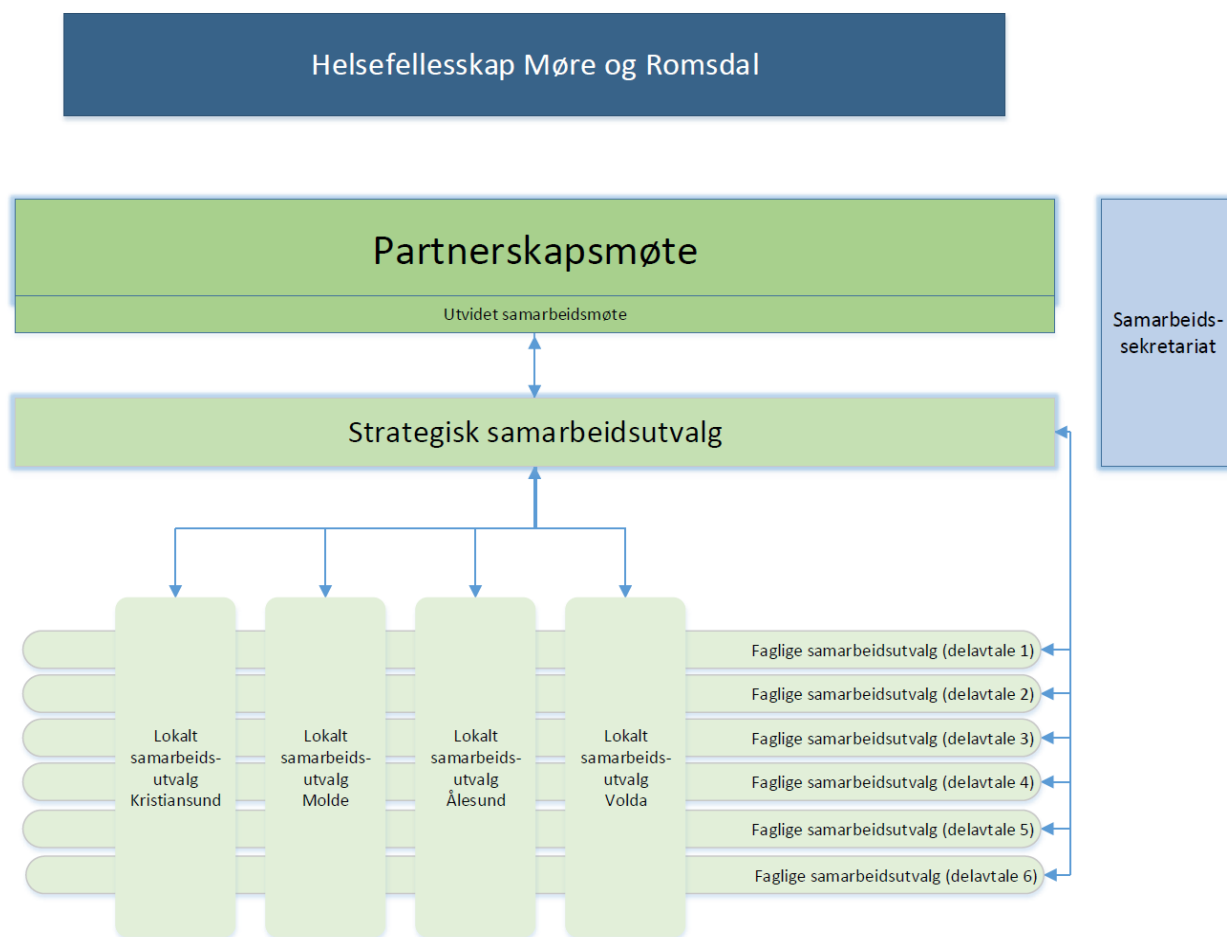 Helsefellesskap Møre og Romsdal
Partnerskapsmøte
Utvidet samarbeidsmøte
Samarbeids-
sekretariat
Strategisk samarbeidsutvalg
Lokalt
samarbeids-
utvalg
Kristiansund
Lokalt
samarbeids-
utvalg
Molde
Lokalt
samarbeids-
utvalg
Ålesund
Lokalt
samarbeids-
utvalg
Volda
Faglige samarbeidsutvalg (delavtale 1)
Faglige samarbeidsutvalg (delavtale 2)
Faglige samarbeidsutvalg (delavtale 3)
Faglige samarbeidsutvalg (delavtale 4)
Faglige samarbeidsutvalg (delavtale 5)
Faglige samarbeidsutvalg (delavtale 6)